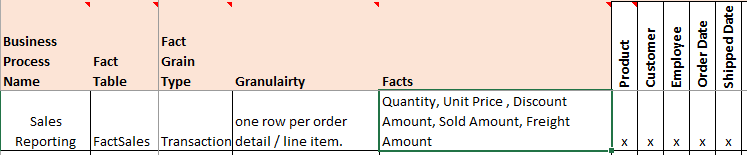 Business
Process
Name
Fact
Table
Fact
Grain
Type
Granulairty
Facts
Product
Customer
Employee
Order Date
Shipped Date
Sales
Reporting
FactSales
Transaction
one row per order
detail / line item.
Quantity, Unit Price , Discount
Amount, Sold Amount, Freight
Amount
x
x
x
x
x